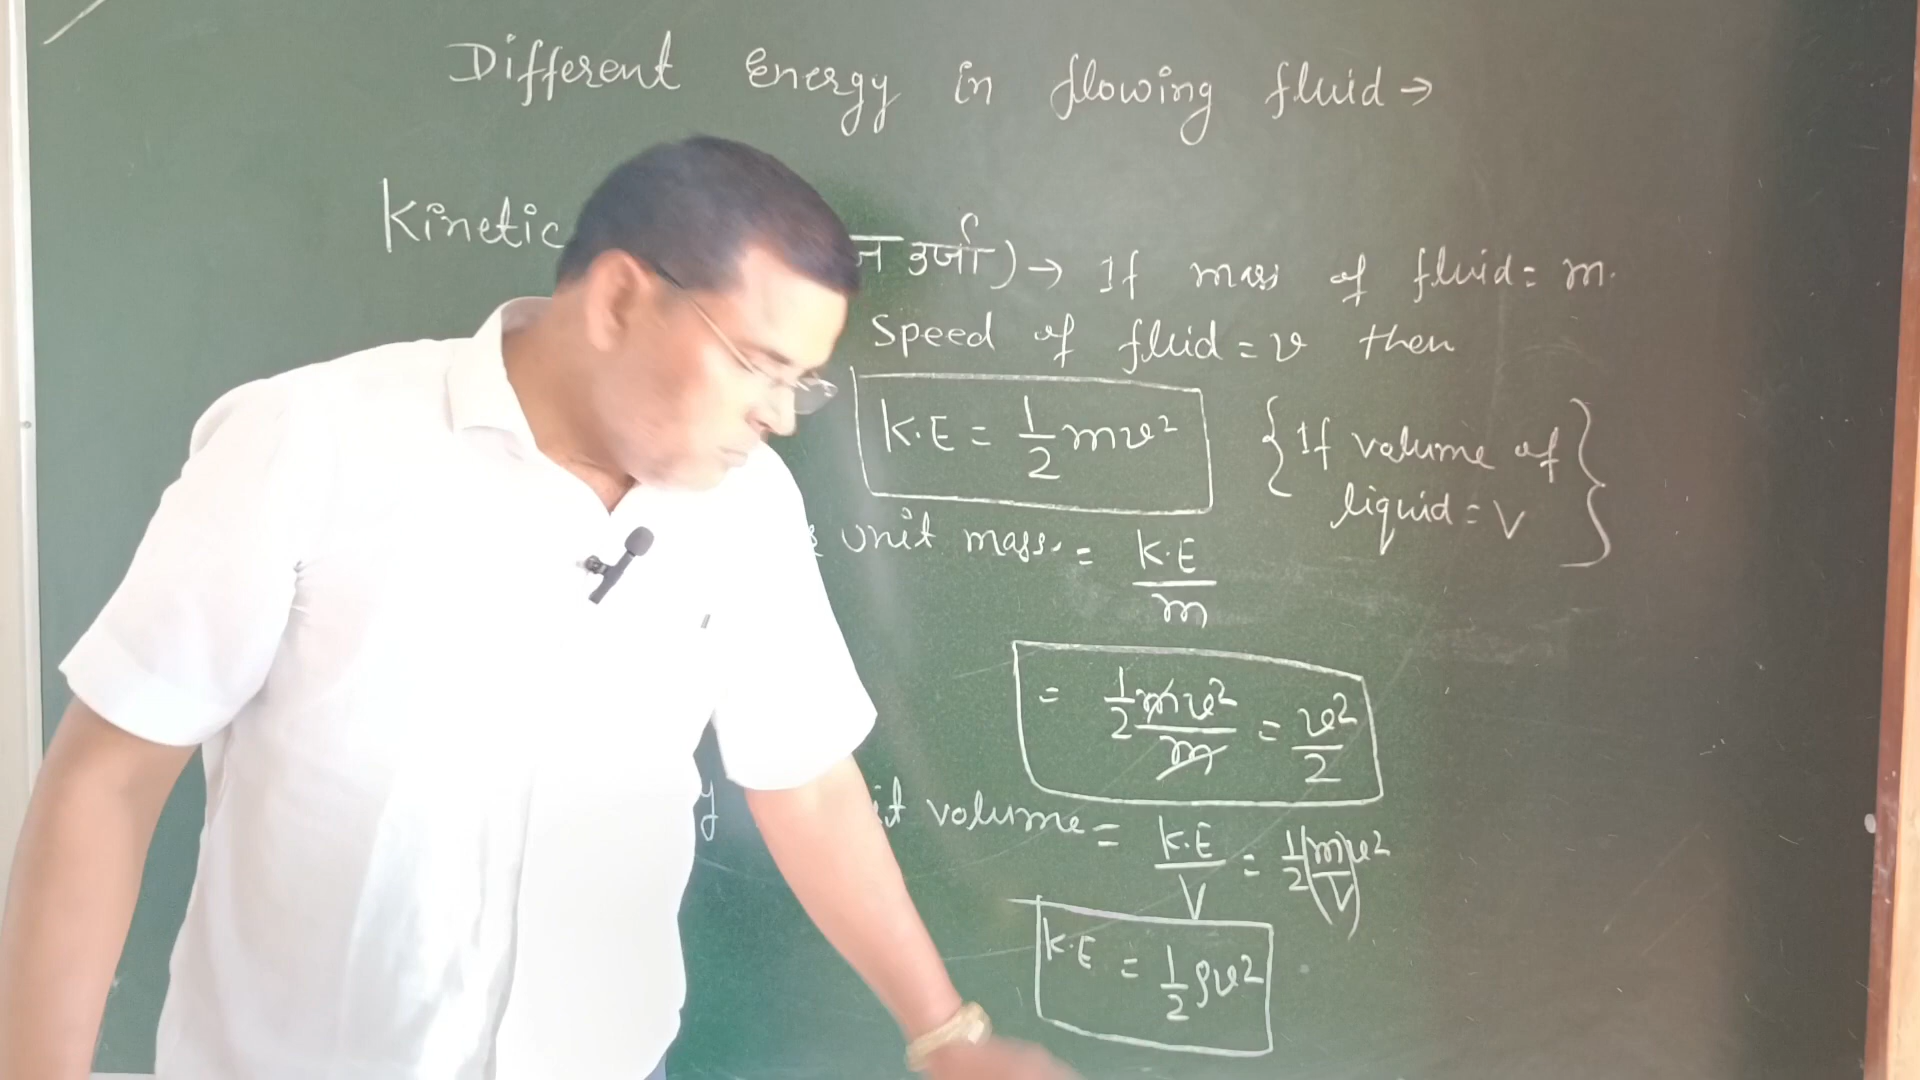 Different Energy in flowing fluid →
Kinetic उर्जा) → If mass of fluid = m.
Speed of fluid = v then
K.E = 1/2 mv² {If volume of liquid = V}
unit mass. = K.E/m
= 1/2 mv²/m = v²/2
volume = K.E/V = 1/2 (m/V) v²
K.E = 1/2 ρv²